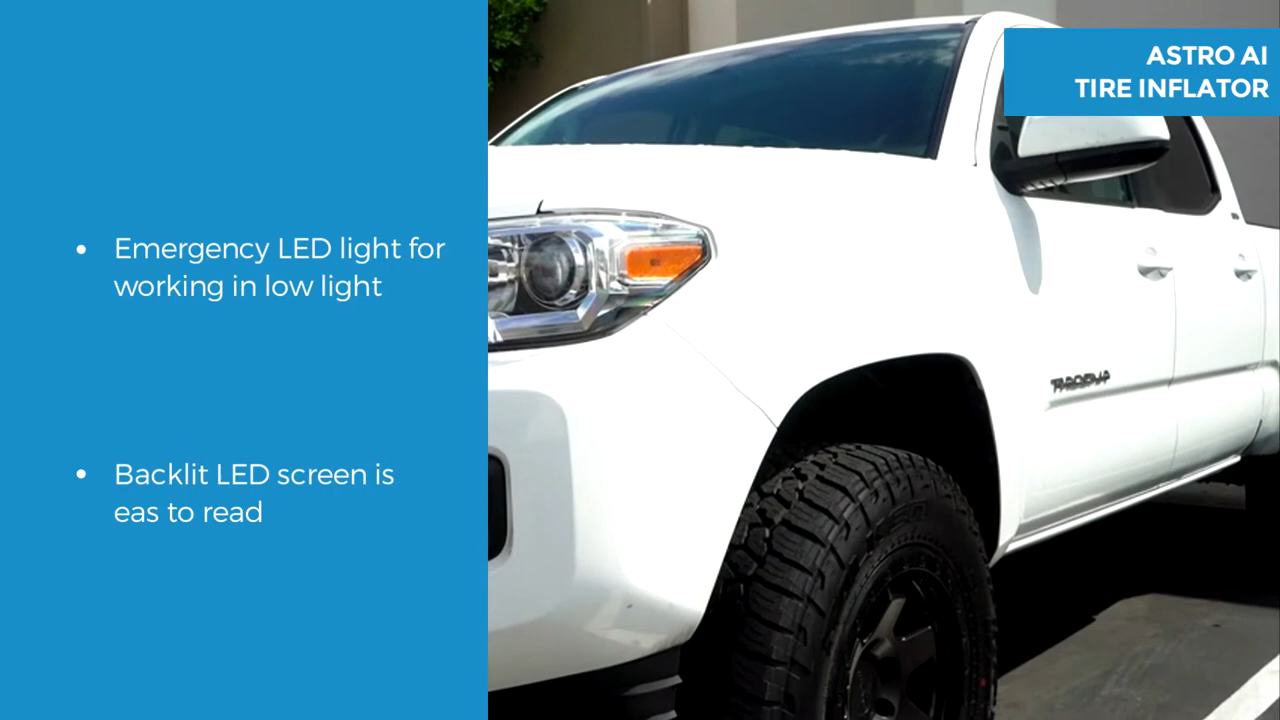 ASTRO AI
TIRE INFLATOR
• Emergency LED light for
working in low light
• Backlit LED screen is
eas to read
TACOMA